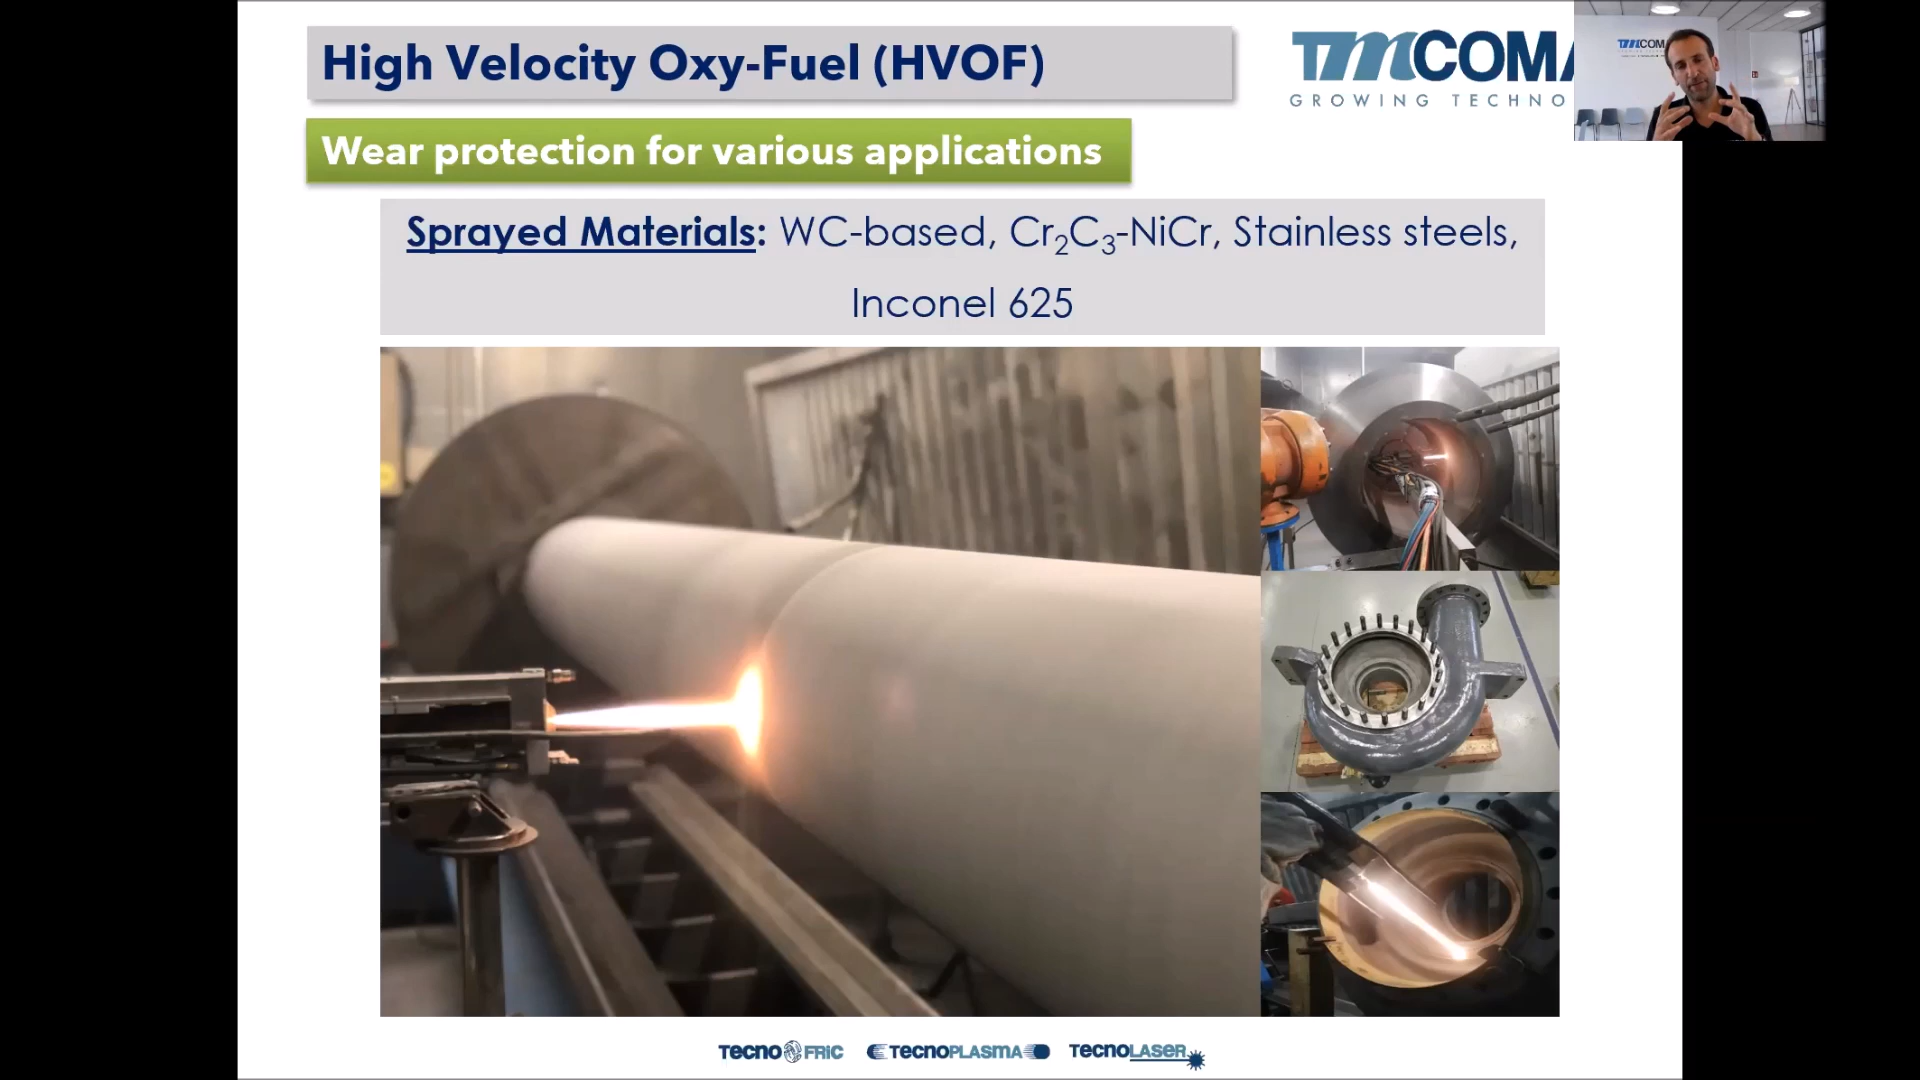 High Velocity Oxy-Fuel (HVOF)
TMCOMA
GROWING TECHNO
Wear protection for various applications
Sprayed Materials: WC-based, Cr2C3-NiCr, Stainless steels,
Inconel 625
TECNOFRIC TECNOPLASMA TECNOLASER